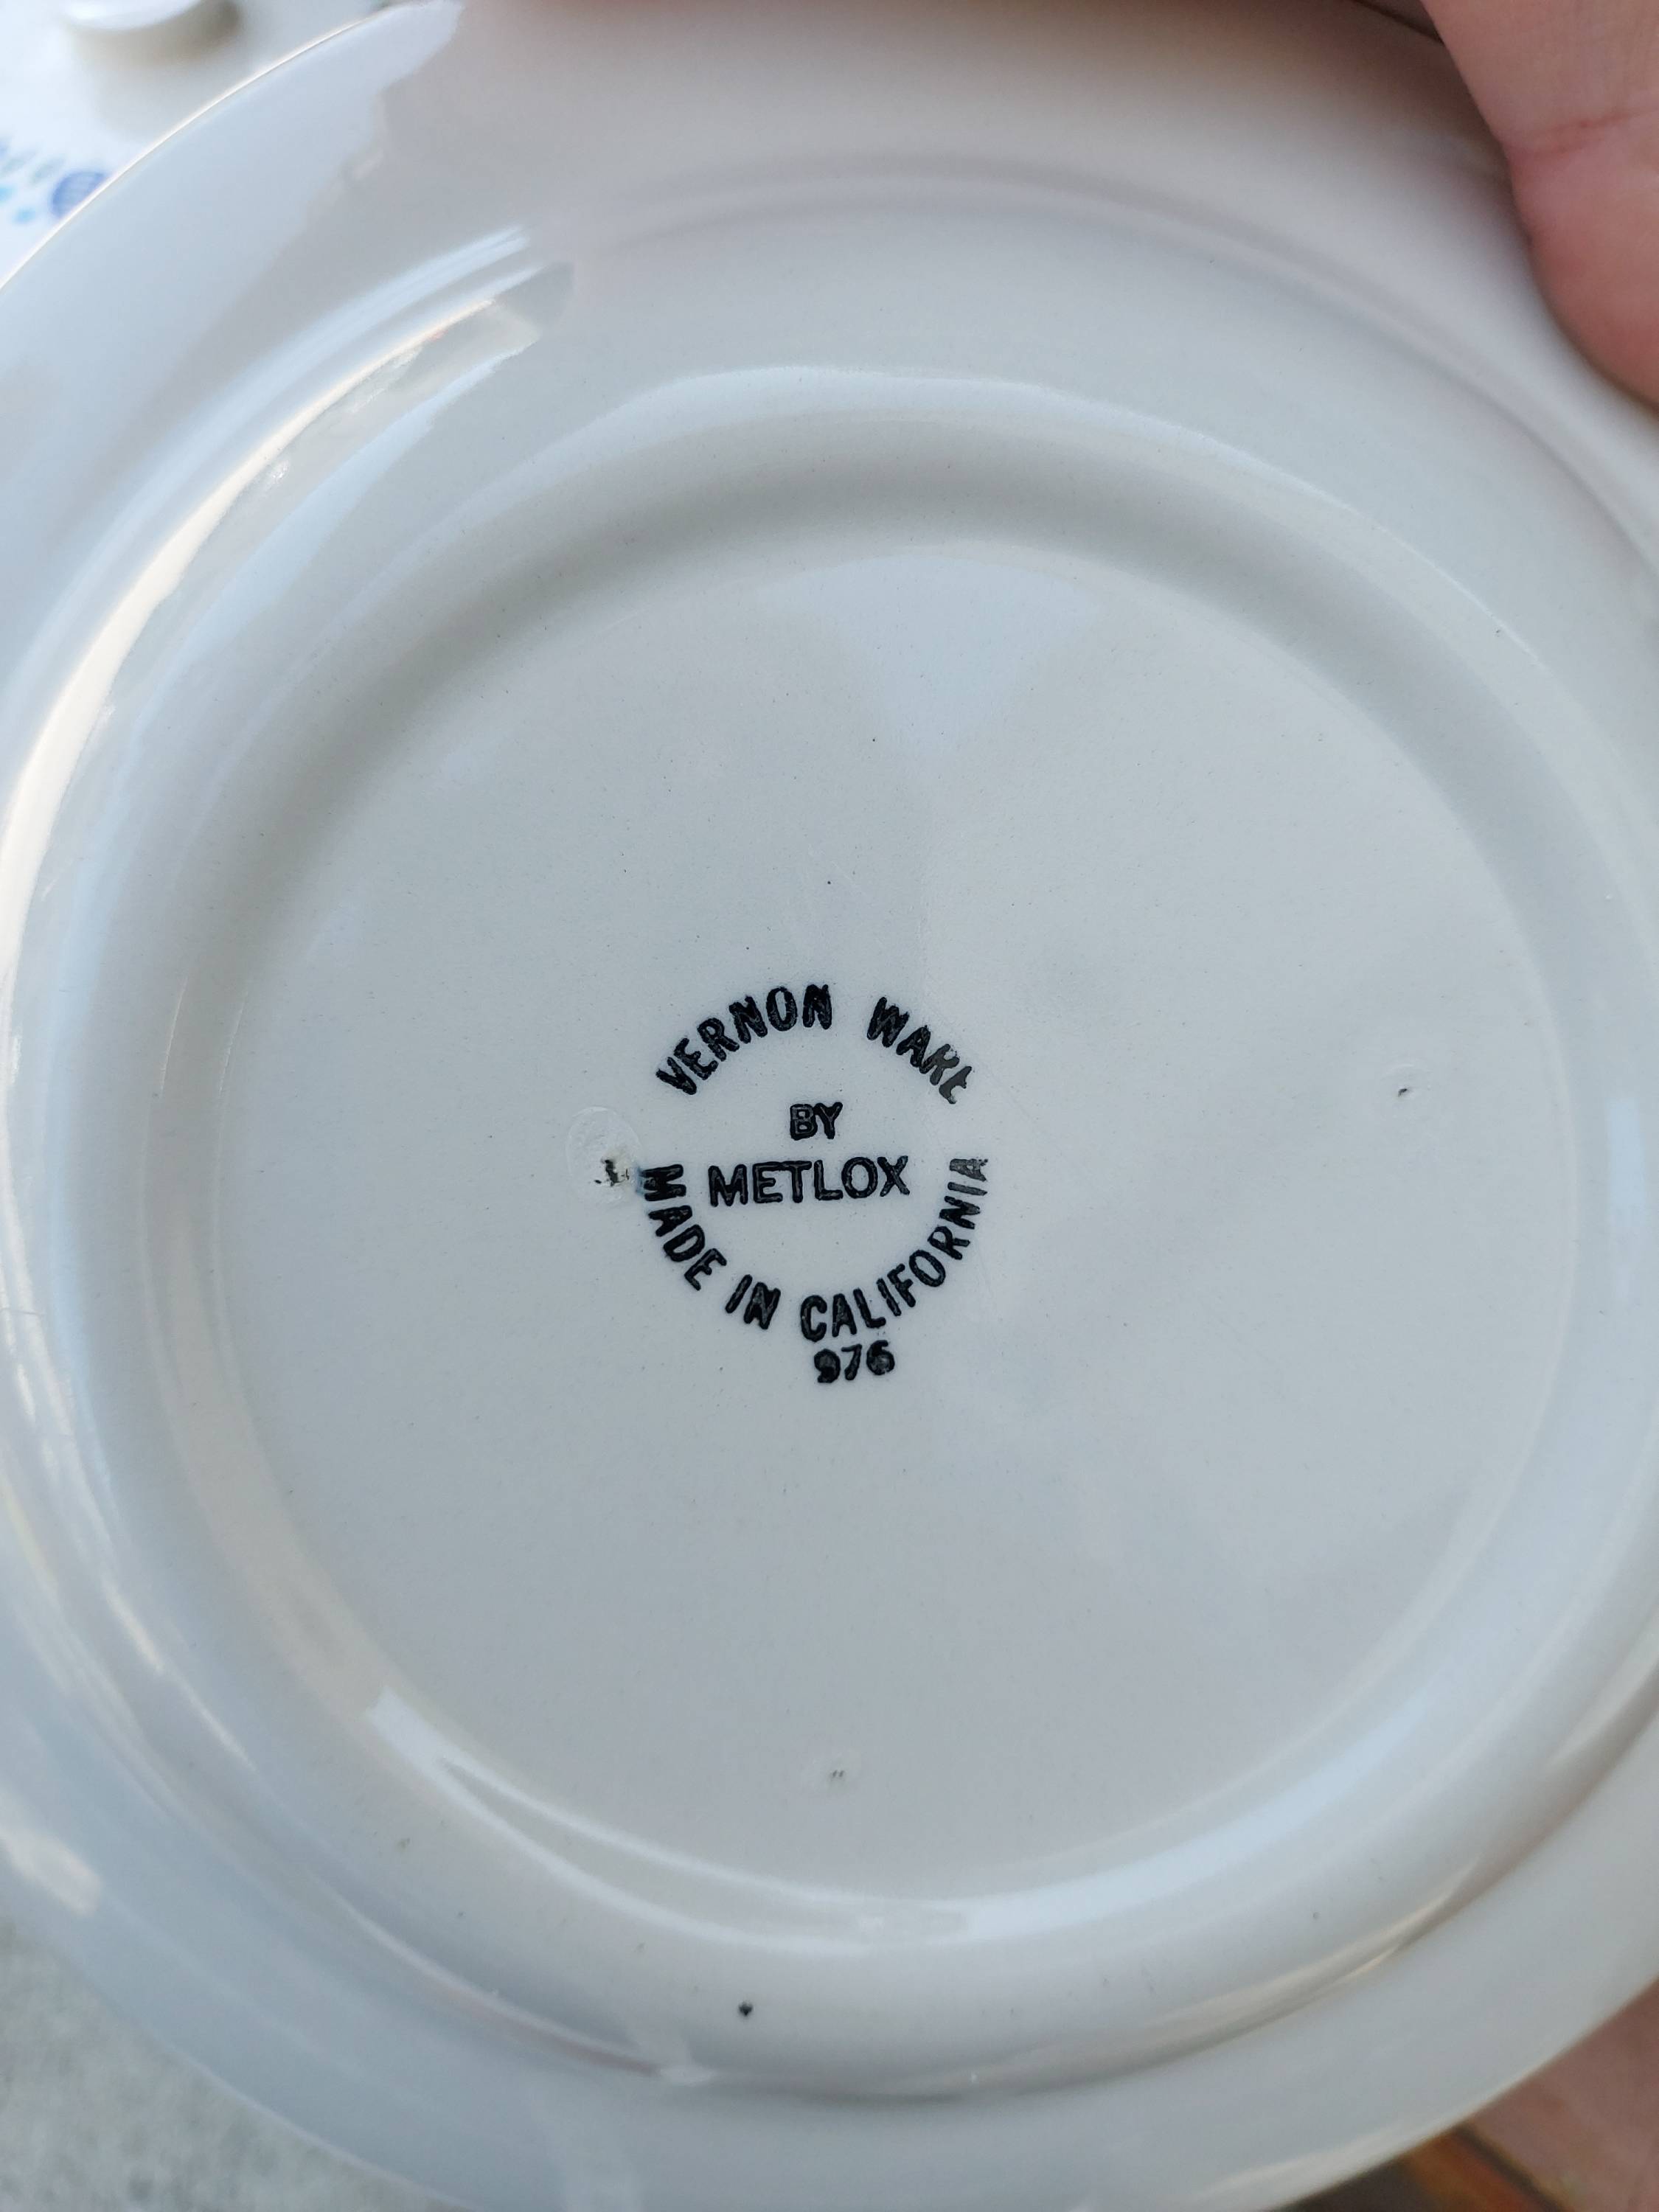 VERNON WARE
BY
METLOX
MADE IN CALIFORNIA
976